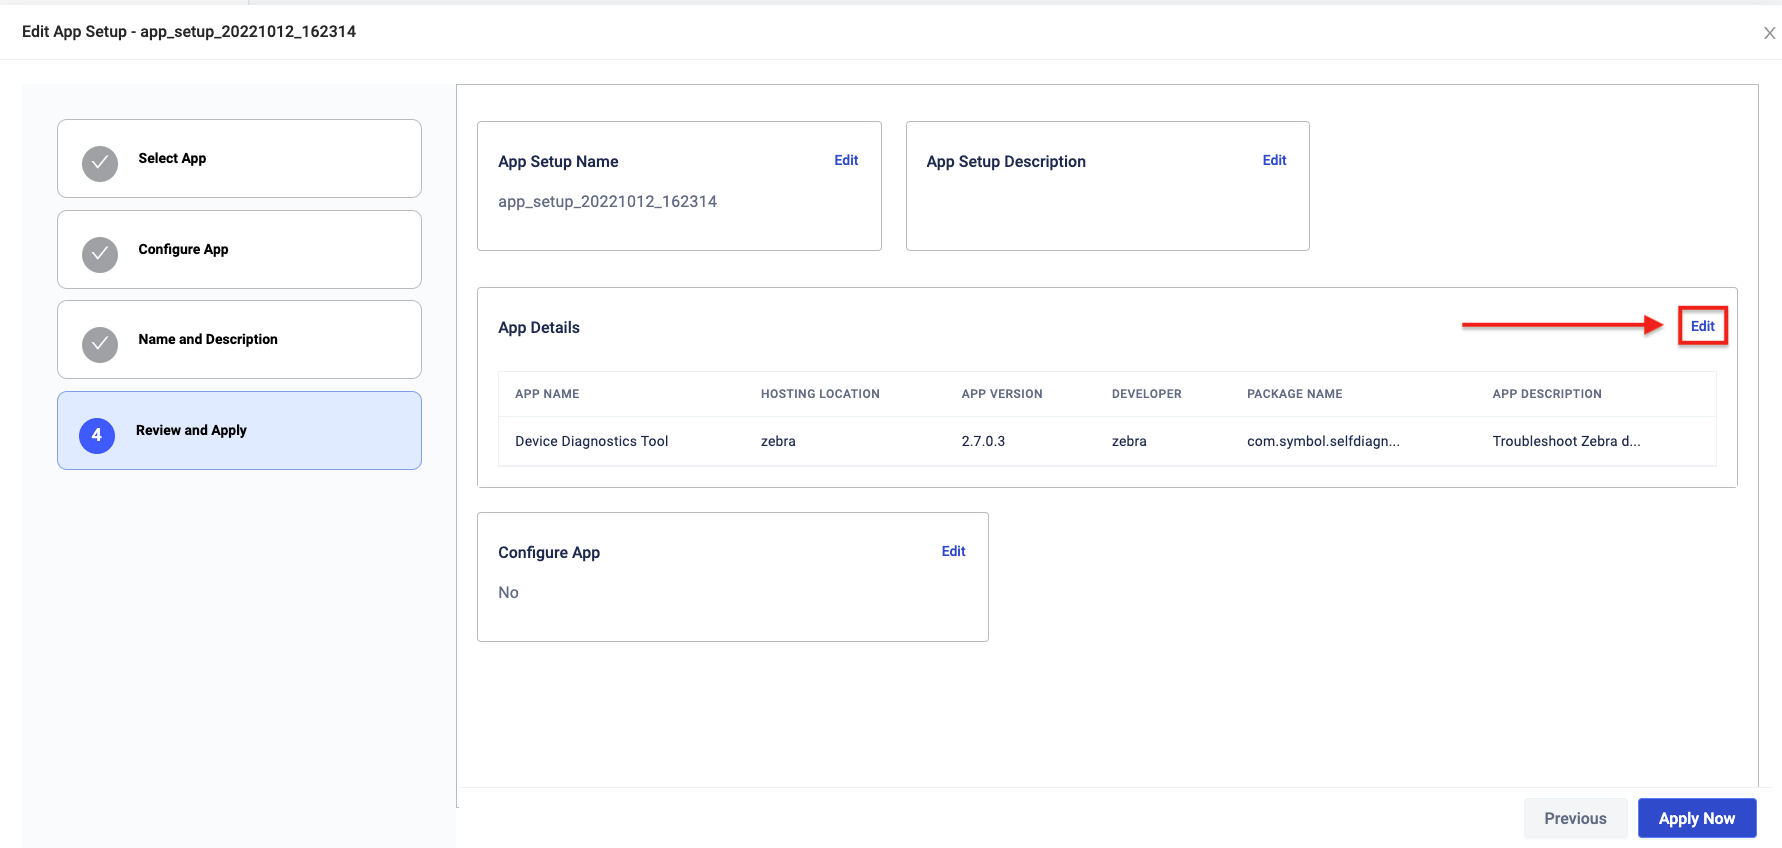 Edit App Setup - app_setup_20221012_162314
X
Select App
Configure App
Name and Description
4 Review and Apply
App Setup Name Edit
app_setup_20221012_162314
App Setup Description Edit
App Details Edit
APP NAME HOSTING LOCATION APP VERSION DEVELOPER PACKAGE NAME APP DESCRIPTION
Device Diagnostics Tool zebra 2.7.0.3 zebra com.symbol.selfdiagn... Troubleshoot Zebra d...
Configure App Edit
No
Previous Apply Now